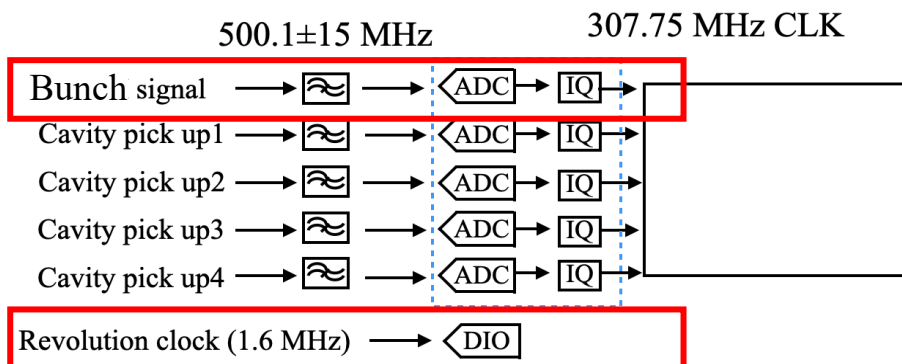 500.1±15 MHz
307.75 MHz CLK
Bunch signal ADC IQ
Cavity pick up1 ADC IQ
Cavity pick up2 ADC IQ
Cavity pick up3 ADC IQ
Cavity pick up4 ADC IQ
Revolution clock (1.6 MHz) DIO